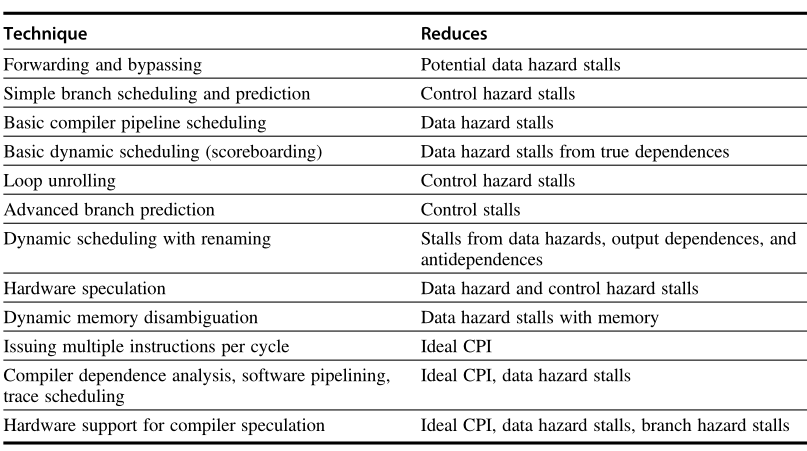 Technique Reduces
Forwarding and bypassing Potential data hazard stalls
Simple branch scheduling and prediction Control hazard stalls
Basic compiler pipeline scheduling Data hazard stalls
Basic dynamic scheduling (scoreboarding) Data hazard stalls from true dependences
Loop unrolling Control hazard stalls
Advanced branch prediction Control stalls
Dynamic scheduling with renaming Stalls from data hazards, output dependences, and
antidependences
Hardware speculation Data hazard and control hazard stalls
Dynamic memory disambiguation Data hazard stalls with memory
Issuing multiple instructions per cycle Ideal CPI
Compiler dependence analysis, software pipelining, Ideal CPI, data hazard stalls
trace scheduling
Hardware support for compiler speculation Ideal CPI, data hazard stalls, branch hazard stalls